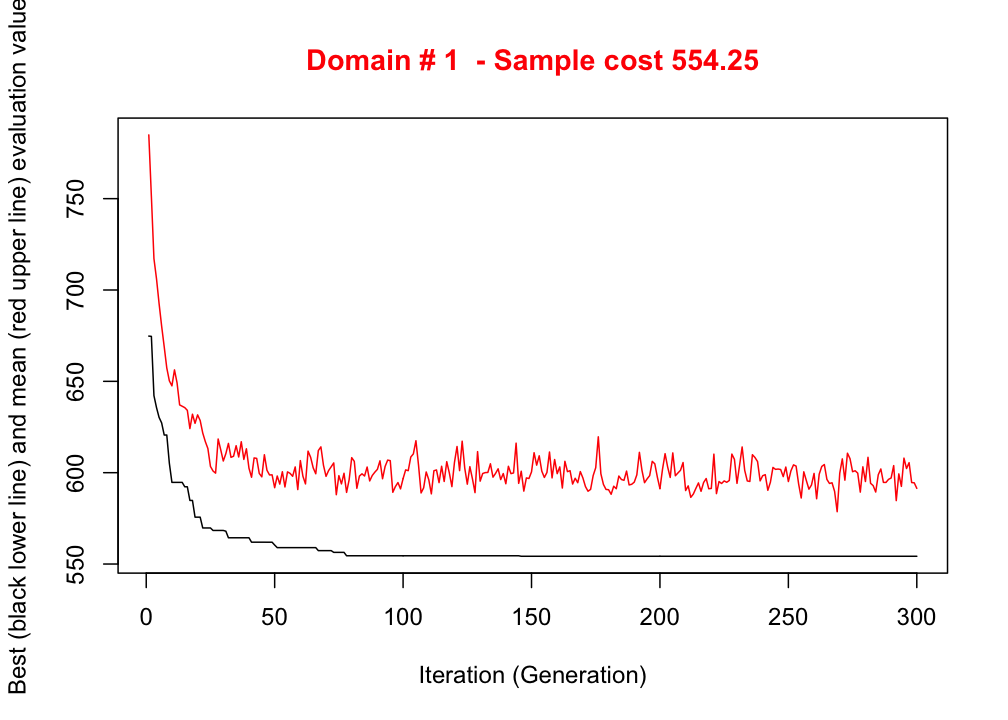 Domain # 1  - Sample cost 554.25
Best (black lower line) and mean (red upper line) evaluation value
750
700
650
600
550
0 50 100 150 200 250 300
Iteration (Generation)